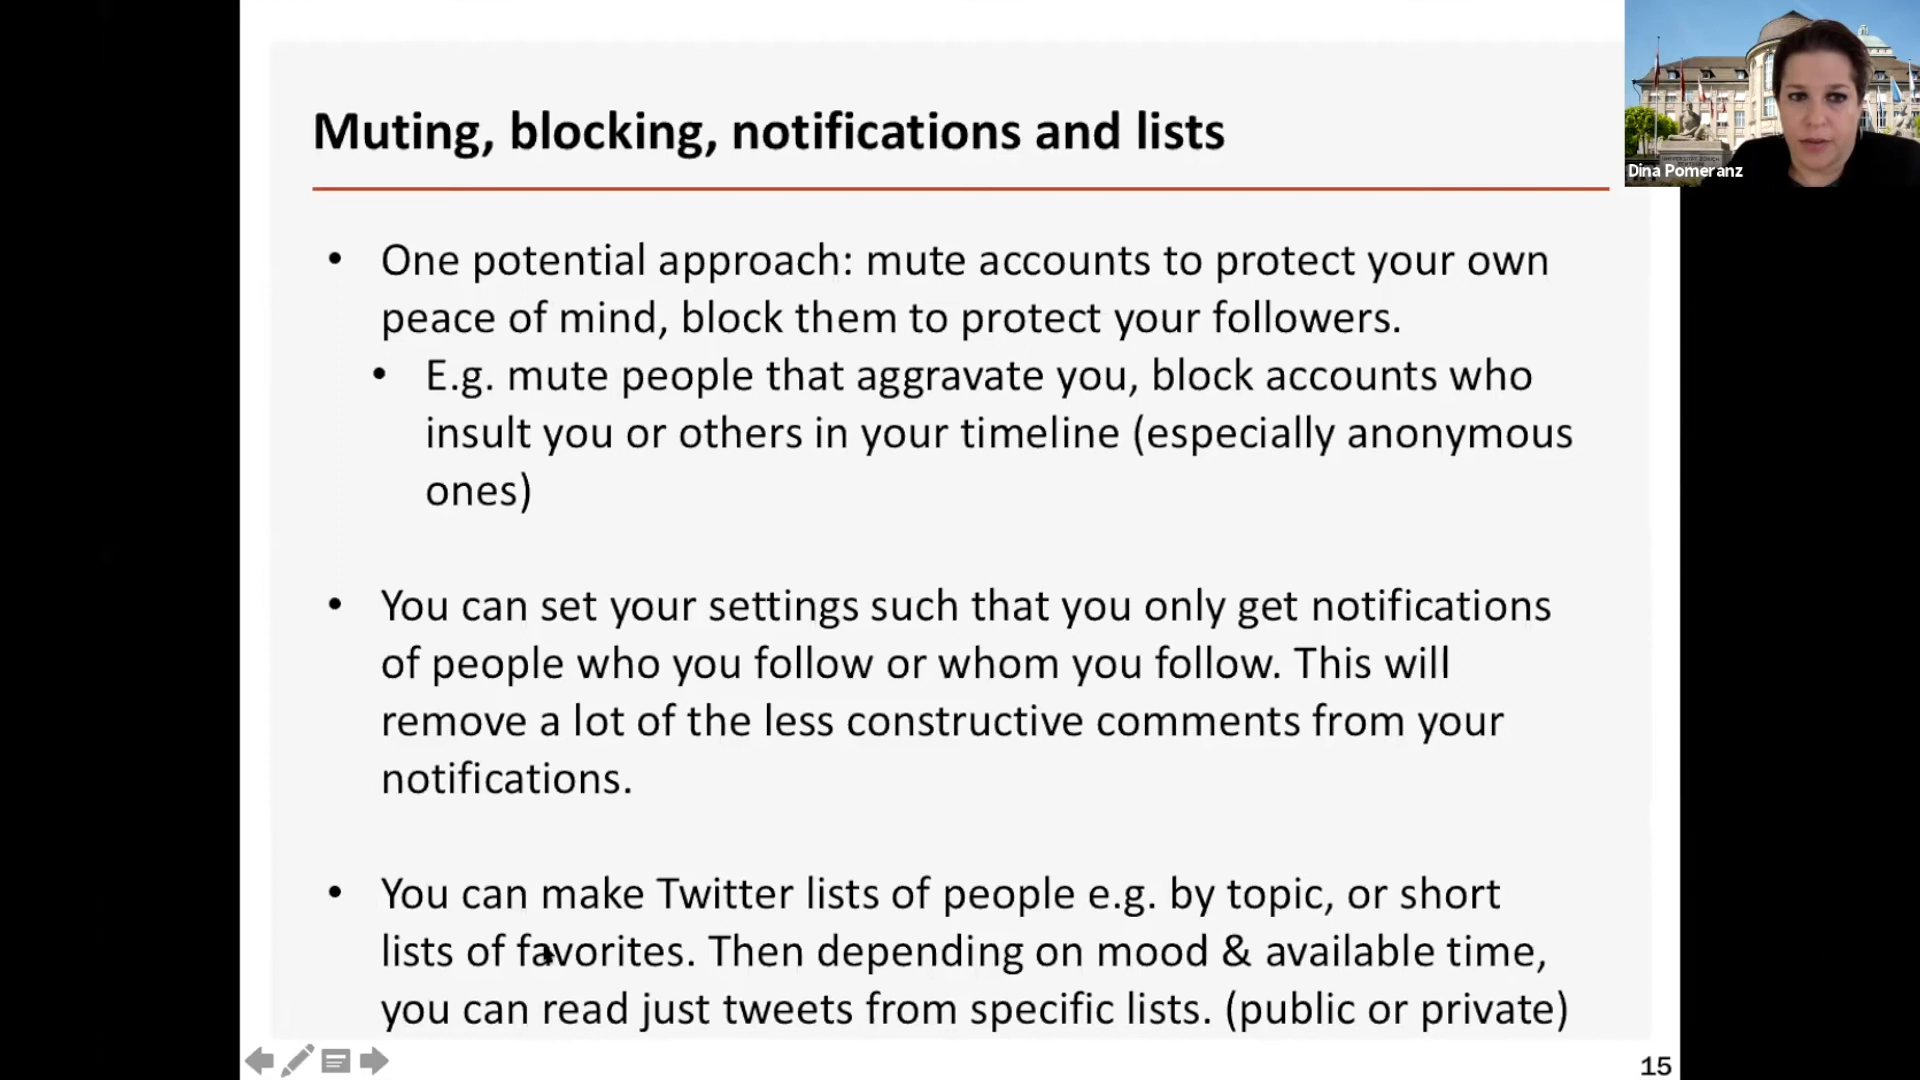 Muting, blocking, notifications and lists
Dina Pomeranz
• One potential approach: mute accounts to protect your own
peace of mind, block them to protect your followers.
• E.g. mute people that aggravate you, block accounts who
insult you or others in your timeline (especially anonymous
ones)
• You can set your settings such that you only get notifications
of people who you follow or whom you follow. This will
remove a lot of the less constructive comments from your
notifications.
• You can make Twitter lists of people e.g. by topic, or short
lists of favorites. Then depending on mood & available time,
you can read just tweets from specific lists. (public or private)
15